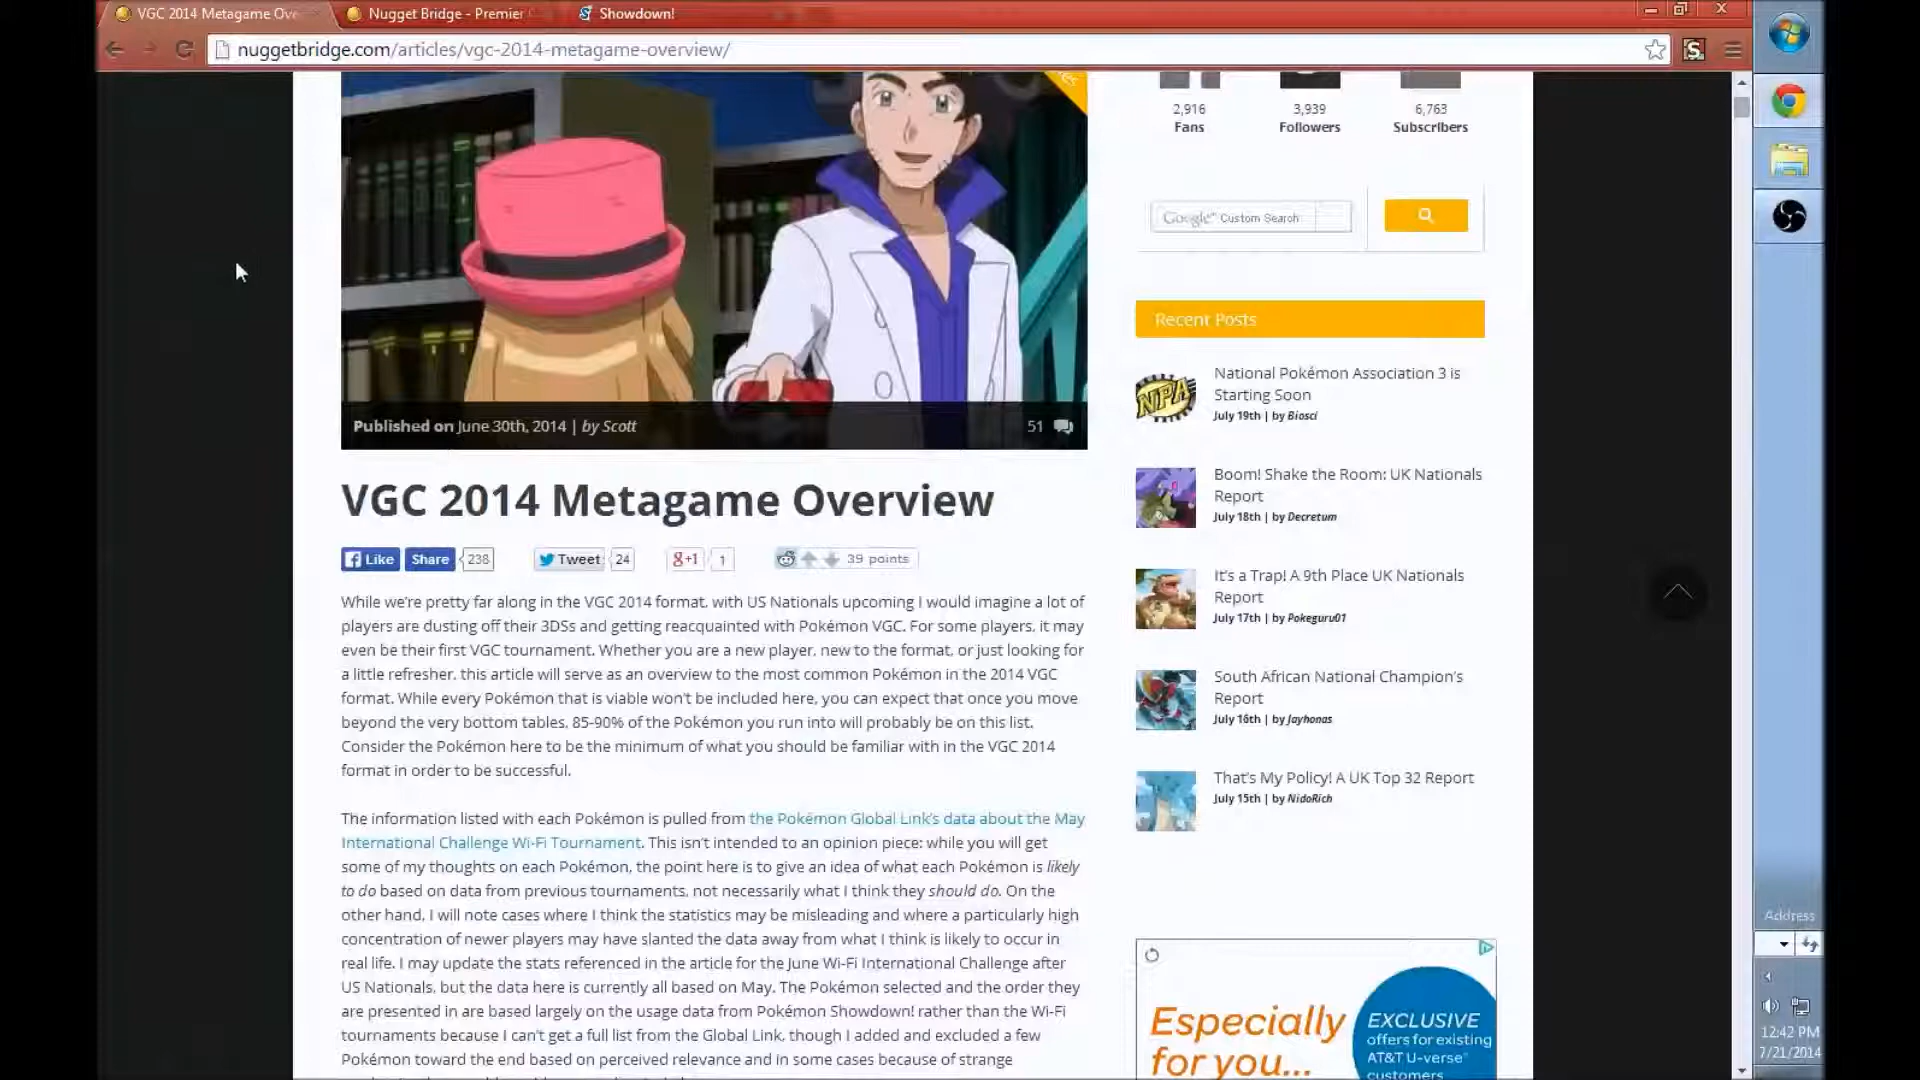 VGC 2014 Metagame Ove
Nugget Bridge - Premier
Showdown!
nuggetbridge.com/articles/vgc-2014-metagame-overview/
2,916
Fans
3,939
Followers
6,763
Subscribers
Google™ Custom Search
Published on June 30th, 2014 | by Scott
51
VGC 2014 Metagame Overview
Like Share 238 Tweet 24 g+1 1 39 points
While we're pretty far along in the VGC 2014 format, with US Nationals upcoming I would imagine a lot of
players are dusting off their 3DSs and getting reacquainted with Pokémon VGC. For some players, it may
even be their first VGC tournament. Whether you are a new player, new to the format, or just looking for
a little refresher, this article will serve as an overview to the most common Pokémon in the 2014 VGC
format. While every Pokémon that is viable won't be included here, you can expect that once you move
beyond the very bottom tables, 85-90% of the Pokémon you run into will probably be on this list.
Consider the Pokémon here to be the minimum of what you should be familiar with in the VGC 2014
format in order to be successful.
The information listed with each Pokémon is pulled from the Pokémon Global Link's data about the May
International Challenge Wi-Fi Tournament. This isn't intended to an opinion piece: while you will get
some of my thoughts on each Pokémon, the point here is to give an idea of what each Pokémon is likely
to do based on data from previous tournaments, not necessarily what I think they should do. On the
other hand, I will note cases where I think the statistics may be misleading and where a particularly high
concentration of newer players may have slanted the data away from what I think is likely to occur in
real life. I may update the stats referenced in the article for the June Wi-Fi International Challenge after
US Nationals, but the data here is currently all based on May. The Pokémon selected and the order they
are presented in are based largely on the usage data from Pokémon Showdown! rather than the Wi-Fi
tournaments because I can't get a full list from the Global Link, though I added and excluded a few
Pokémon toward the end based on perceived relevance and in some cases because of strange
Recent Posts
NPA
National Pokémon Association 3 is
Starting Soon
July 19th | by Biosci
Boom! Shake the Room: UK Nationals
Report
July 18th | by Decretum
It's a Trap! A 9th Place UK Nationals
Report
July 17th | by Pokeguru01
South African National Champion's
Report
July 16th | by Jayhonas
That's My Policy! A UK Top 32 Report
July 15th | by NidoRich
Especially
for you...
EXCLUSIVE
offers for existing
AT&T U-verse®
customers
Address
12:42 PM
7/21/2014